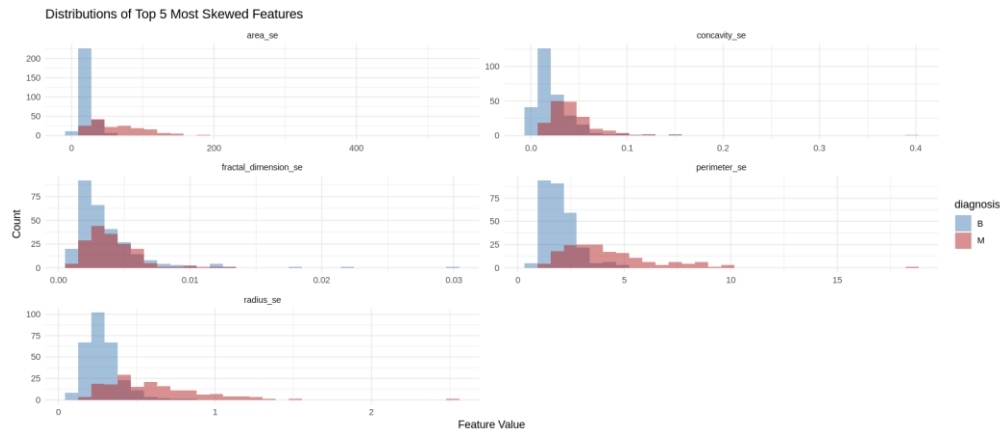 Distributions of Top 5 Most Skewed Features
area_se
200
150
100
50
0
0 200 400
concavity_se
100
50
0
0.0 0.1 0.2 0.3 0.4
fractal_dimension_se
75
50
25
0
0.00 0.01 0.02 0.03
perimeter_se
75
50
25
0
0 5 10 15
radius_se
100
75
50
25
0
0 1 2
Count
Feature Value
diagnosis
B
M